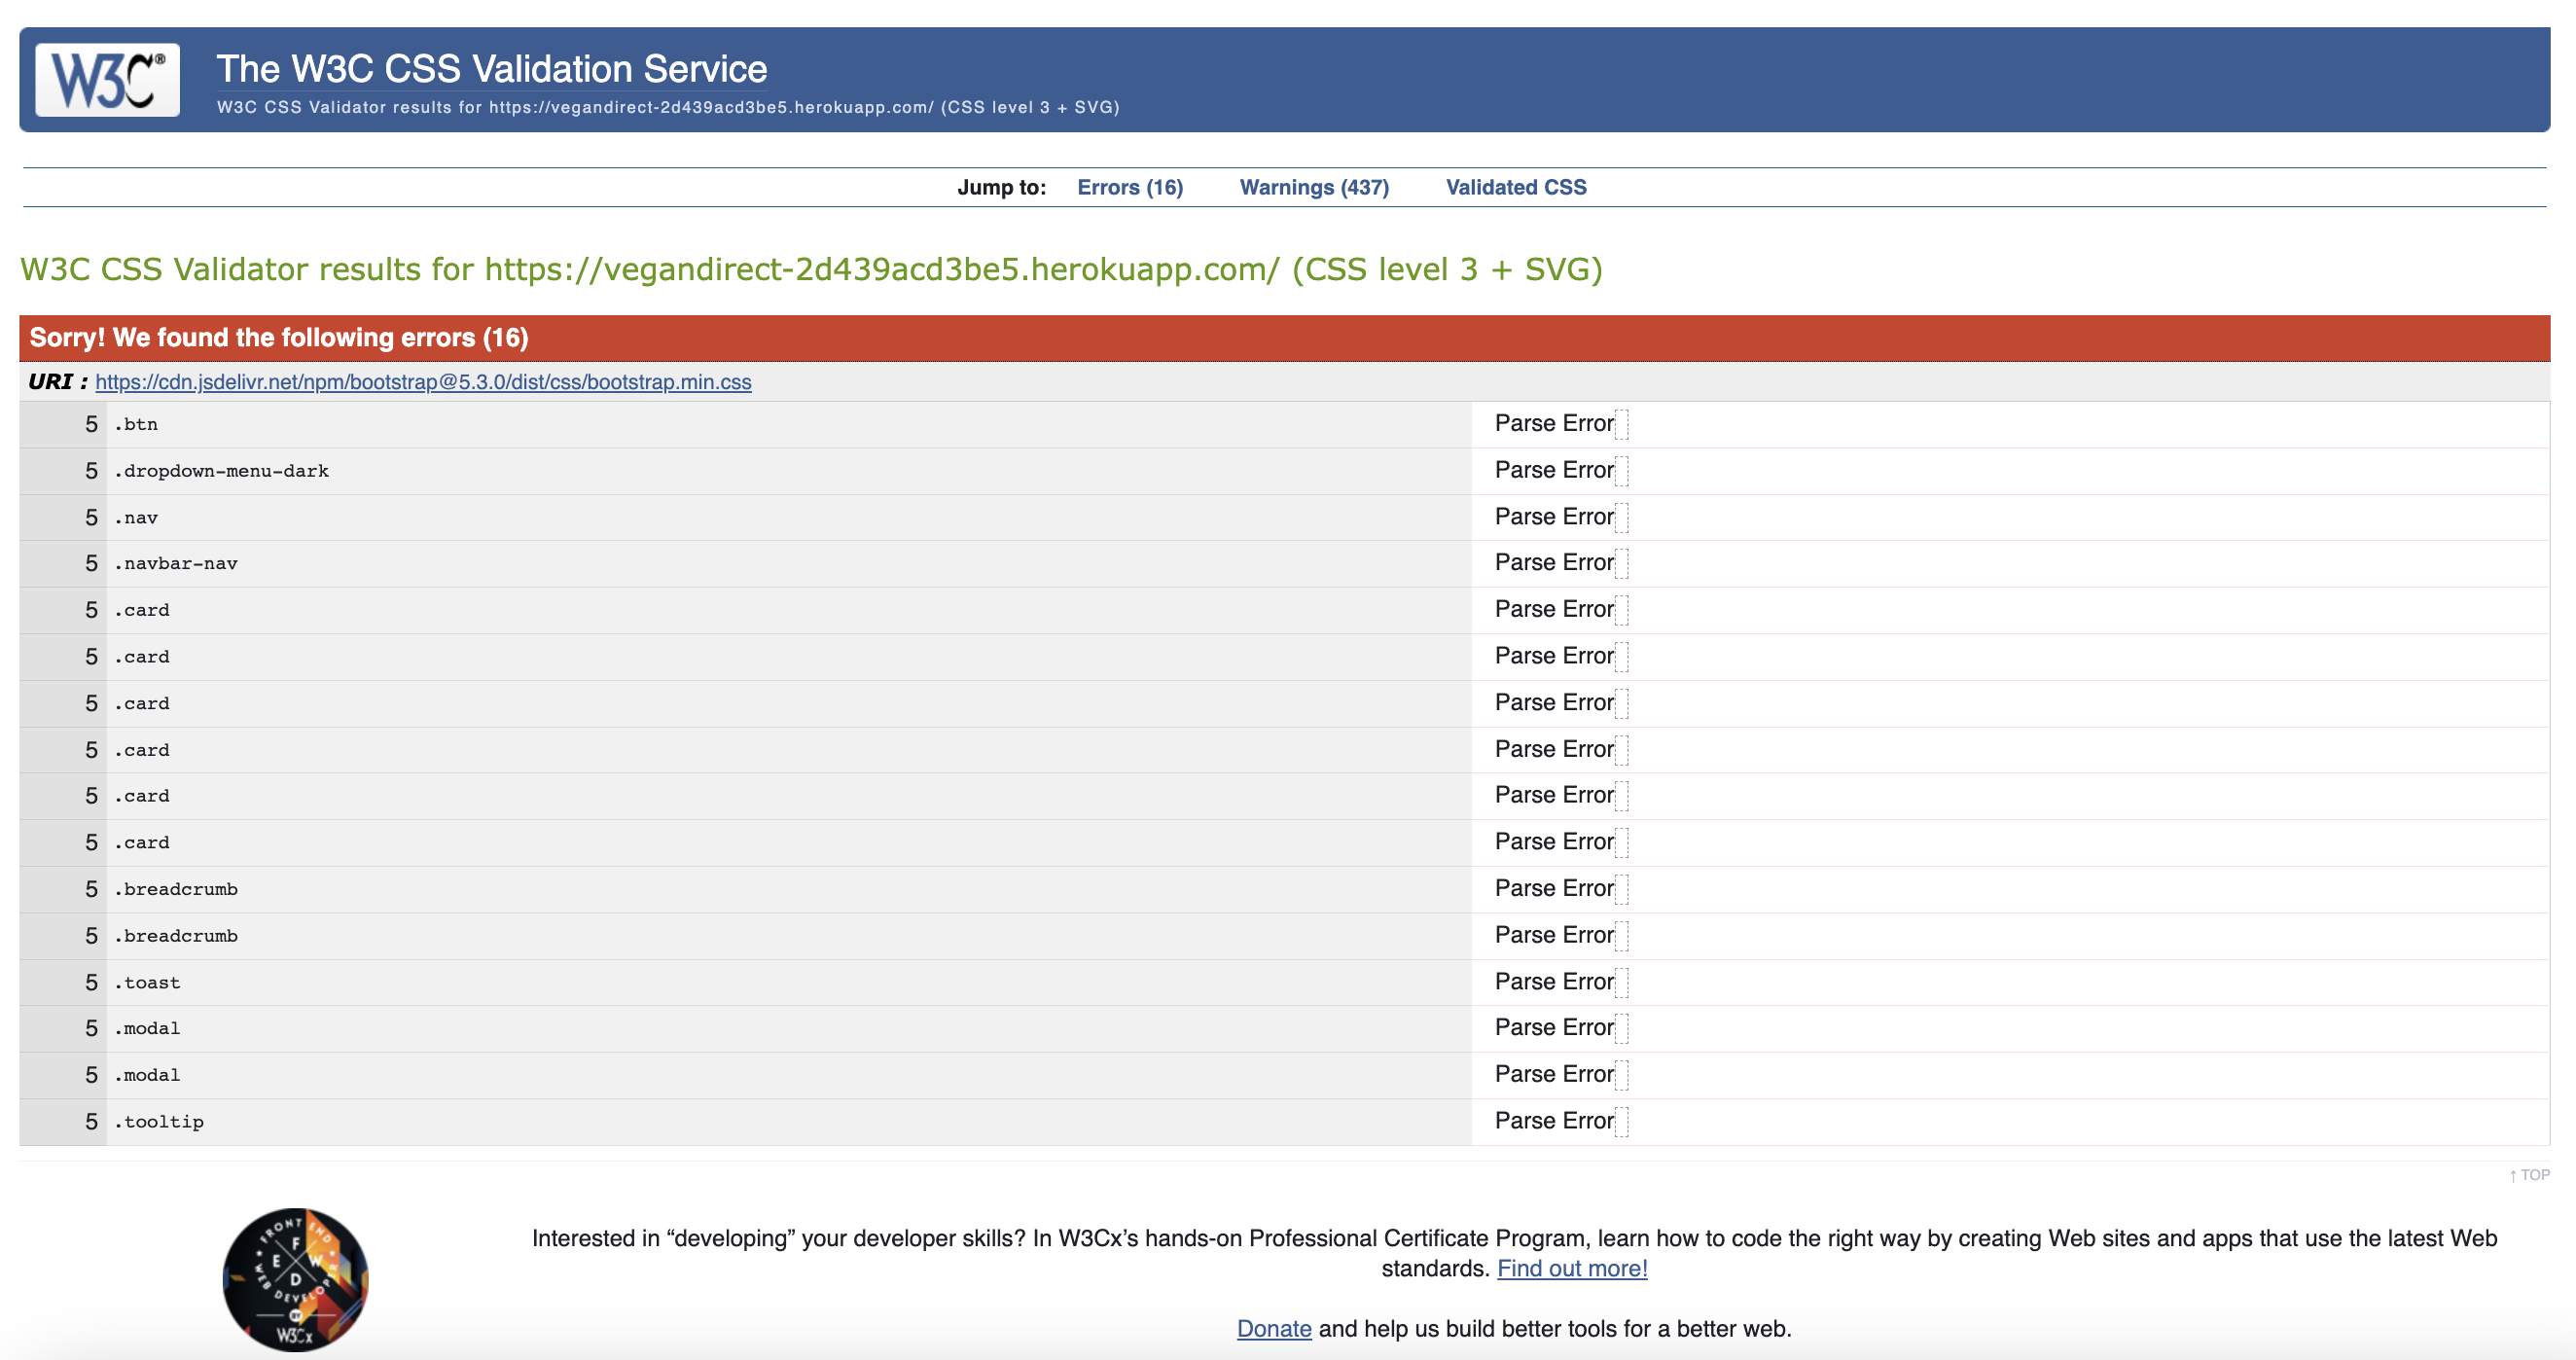 W3C®
The W3C CSS Validation Service
W3C CSS Validator results for https://vegandirect-2d439acd3be5.herokuapp.com/ (CSS level 3 + SVG)
Jump to: Errors (16) Warnings (437) Validated CSS
W3C CSS Validator results for https://vegandirect-2d439acd3be5.herokuapp.com/ (CSS level 3 + SVG)
Sorry! We found the following errors (16)
URI : https://cdn.jsdelivr.net/npm/bootstrap@5.3.0/dist/css/bootstrap.min.css
5 .btn Parse Error
5 .dropdown-menu-dark Parse Error
5 .nav Parse Error
5 .navbar-nav Parse Error
5 .card Parse Error
5 .card Parse Error
5 .card Parse Error
5 .card Parse Error
5 .card Parse Error
5 .card Parse Error
5 .breadcrumb Parse Error
5 .breadcrumb Parse Error
5 .toast Parse Error
5 .modal Parse Error
5 .modal Parse Error
5 .tooltip Parse Error
↑ TOP
FRONT END
F
E W
D
WEB DEVELOPER
BY
W3Cx
Interested in “developing” your developer skills? In W3Cx’s hands-on Professional Certificate Program, learn how to code the right way by creating Web sites and apps that use the latest Web
standards. Find out more!
Donate and help us build better tools for a better web.